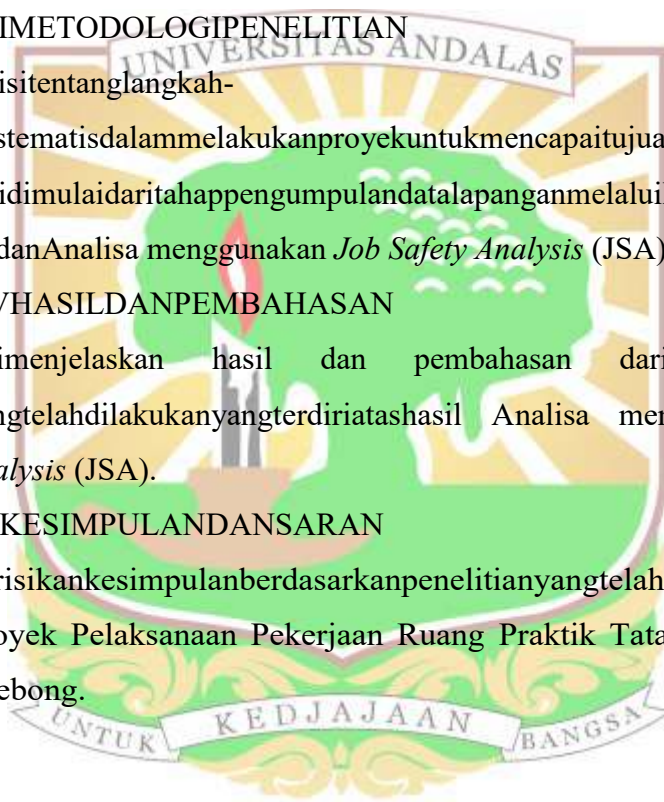 IMETODOLOGIPENELITIAN
UNIVERSITAS ANDALAS
isitentanglangkah-
stematisdalammelakukanproyekuntukmencapaitujua
idimulaidaritahappengumpulandatalapanganmelalui
danAnalisa menggunakan Job Safety Analysis (JSA)
VHASILDANPEMBAHASAN
imenjelaskan hasil dan pembahasan dari
ngtelahdilakukanyangterdiriatashasil Analisa men
alysis (JSA).
KESIMPULANDANSARAN
risikankesimpulanberdasarkanpenelitianyangtelah
oyek Pelaksanaan Pekerjaan Ruang Praktik Tata
ebong.
UNTUK KEDJAJAAN BANGSA